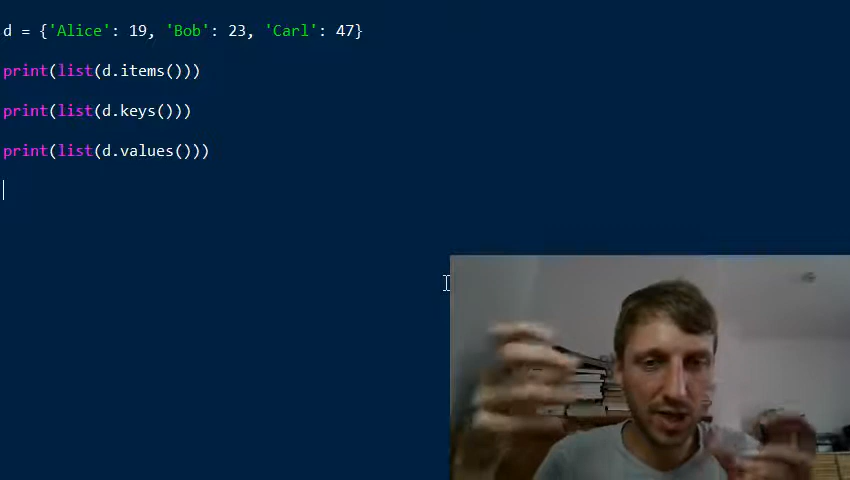 d = {'Alice': 19, 'Bob': 23, 'Carl': 47}
print(list(d.items()))
print(list(d.keys()))
print(list(d.values()))